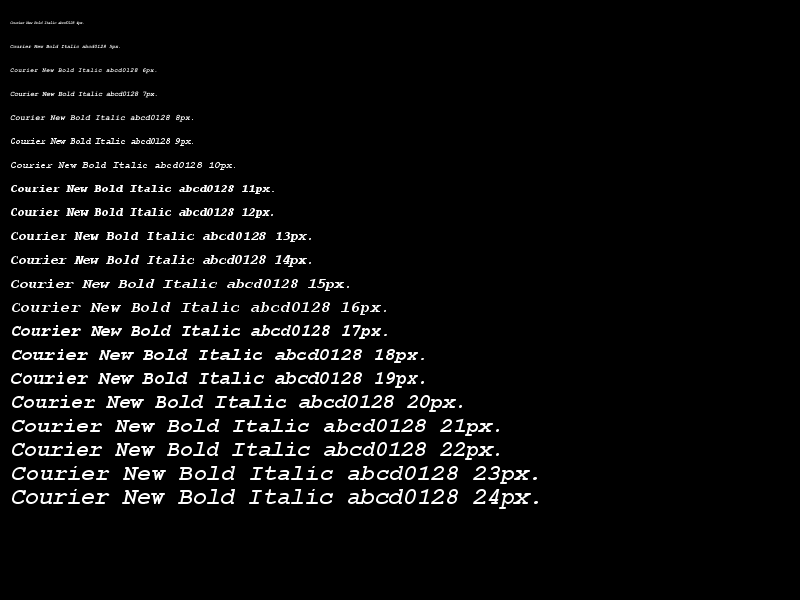 Courier New Bold Italic abcd0128 4px.
Courier New Bold Italic abcd0128 5px.
Courier New Bold Italic abcd0128 6px.
Courier New Bold Italic abcd0128 7px.
Courier New Bold Italic abcd0128 8px.
Courier New Bold Italic abcd0128 9px.
Courier New Bold Italic abcd0128 10px.
Courier New Bold Italic abcd0128 11px.
Courier New Bold Italic abcd0128 12px.
Courier New Bold Italic abcd0128 13px.
Courier New Bold Italic abcd0128 14px.
Courier New Bold Italic abcd0128 15px.
Courier New Bold Italic abcd0128 16px.
Courier New Bold Italic abcd0128 17px.
Courier New Bold Italic abcd0128 18px.
Courier New Bold Italic abcd0128 19px.
Courier New Bold Italic abcd0128 20px.
Courier New Bold Italic abcd0128 21px.
Courier New Bold Italic abcd0128 22px.
Courier New Bold Italic abcd0128 23px.
Courier New Bold Italic abcd0128 24px.